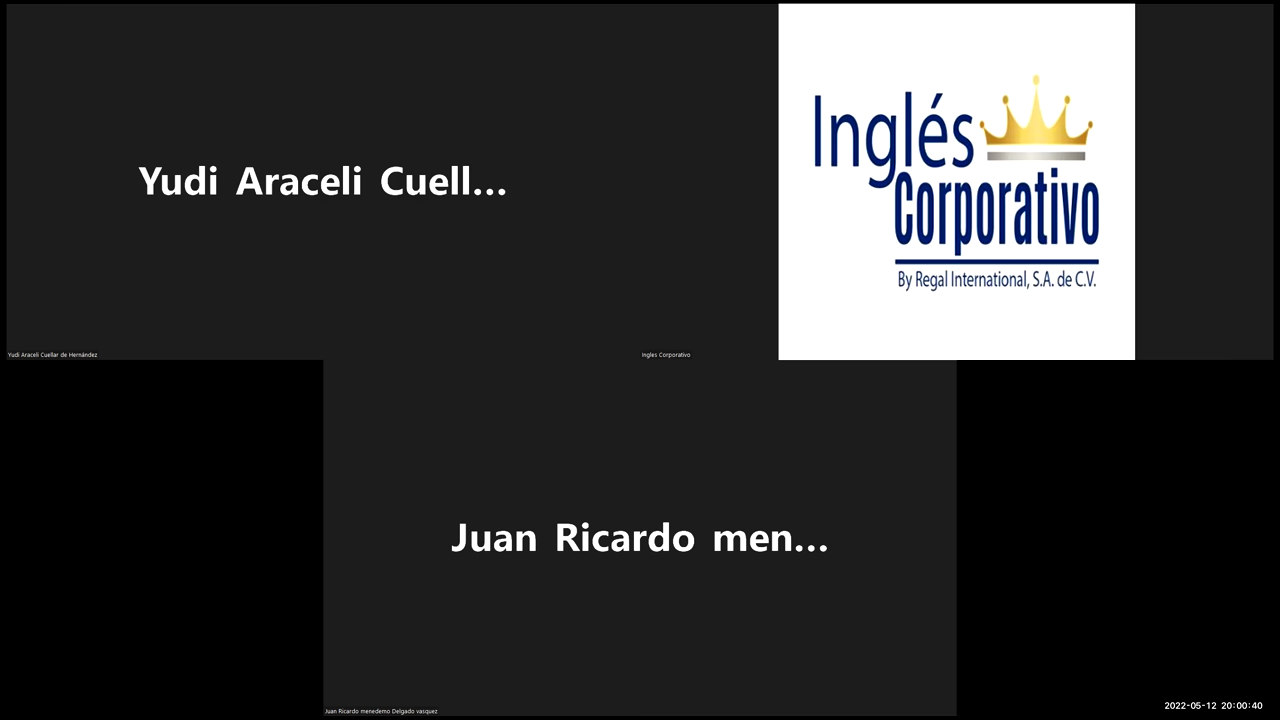 Yudi Araceli Cuell...
Yudi Araceli Cuellar de Hernández
Inglés
Corporativo
By Regal International, S.A. de C.V.
Ingles Corporativo
Juan Ricardo men...
Juan Ricardo menedemo Delgado vasquez
2022-05-12 20:00:40